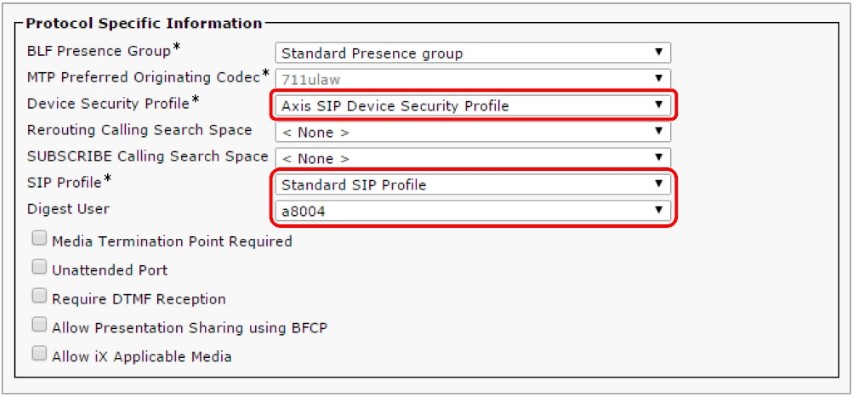 Protocol Specific Information
BLF Presence Group* Standard Presence group
MTP Preferred Originating Codec* 711ulaw
Device Security Profile* Axis SIP Device Security Profile
Rerouting Calling Search Space < None >
SUBSCRIBE Calling Search Space < None >
SIP Profile* Standard SIP Profile
Digest User a8004
Media Termination Point Required
Unattended Port
Require DTMF Reception
Allow Presentation Sharing using BFCP
Allow iX Applicable Media